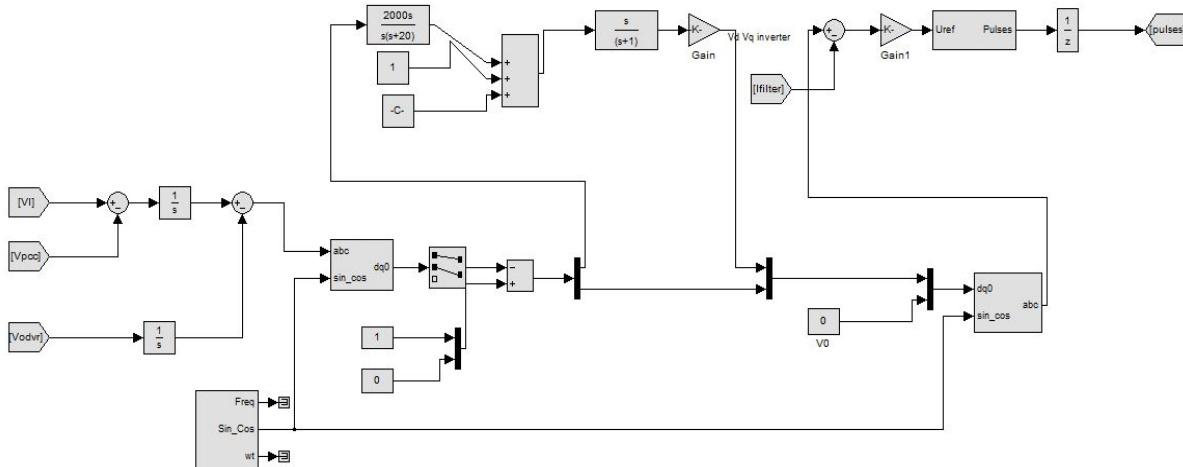 2000s
s(s+20)
1
-C-
+
+
+
s
(s+1)
K-
Gain
Vd Vq inverter
[Ifilter]
+
−
K-
Gain1
Uref
Pulses
1
z
[pulses]
[Vl]
+
−
1
s
+
−
[Vpcc]
[Vodvr]
1
s
abc
sin_cos
dq0
−
+
1
0
0
V0
dq0
sin_cos
abc
Freq
Sin_Cos
wt